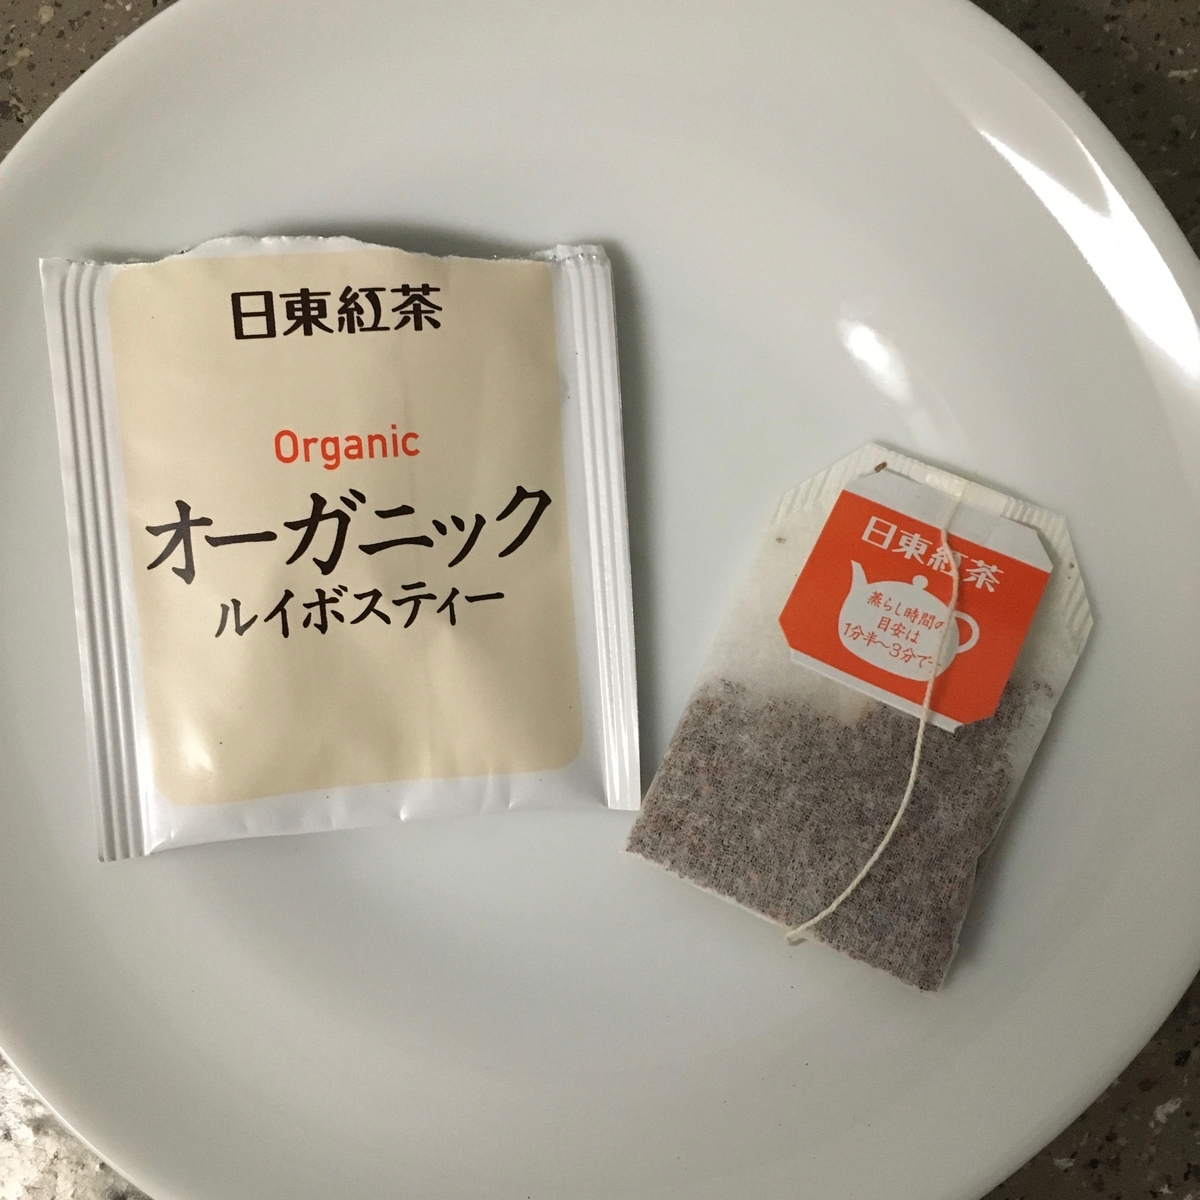 日東紅茶
Organic
オーガニック
ルイボスティー
日東紅茶
蒸らし時間の
目安は
1分半〜3分です